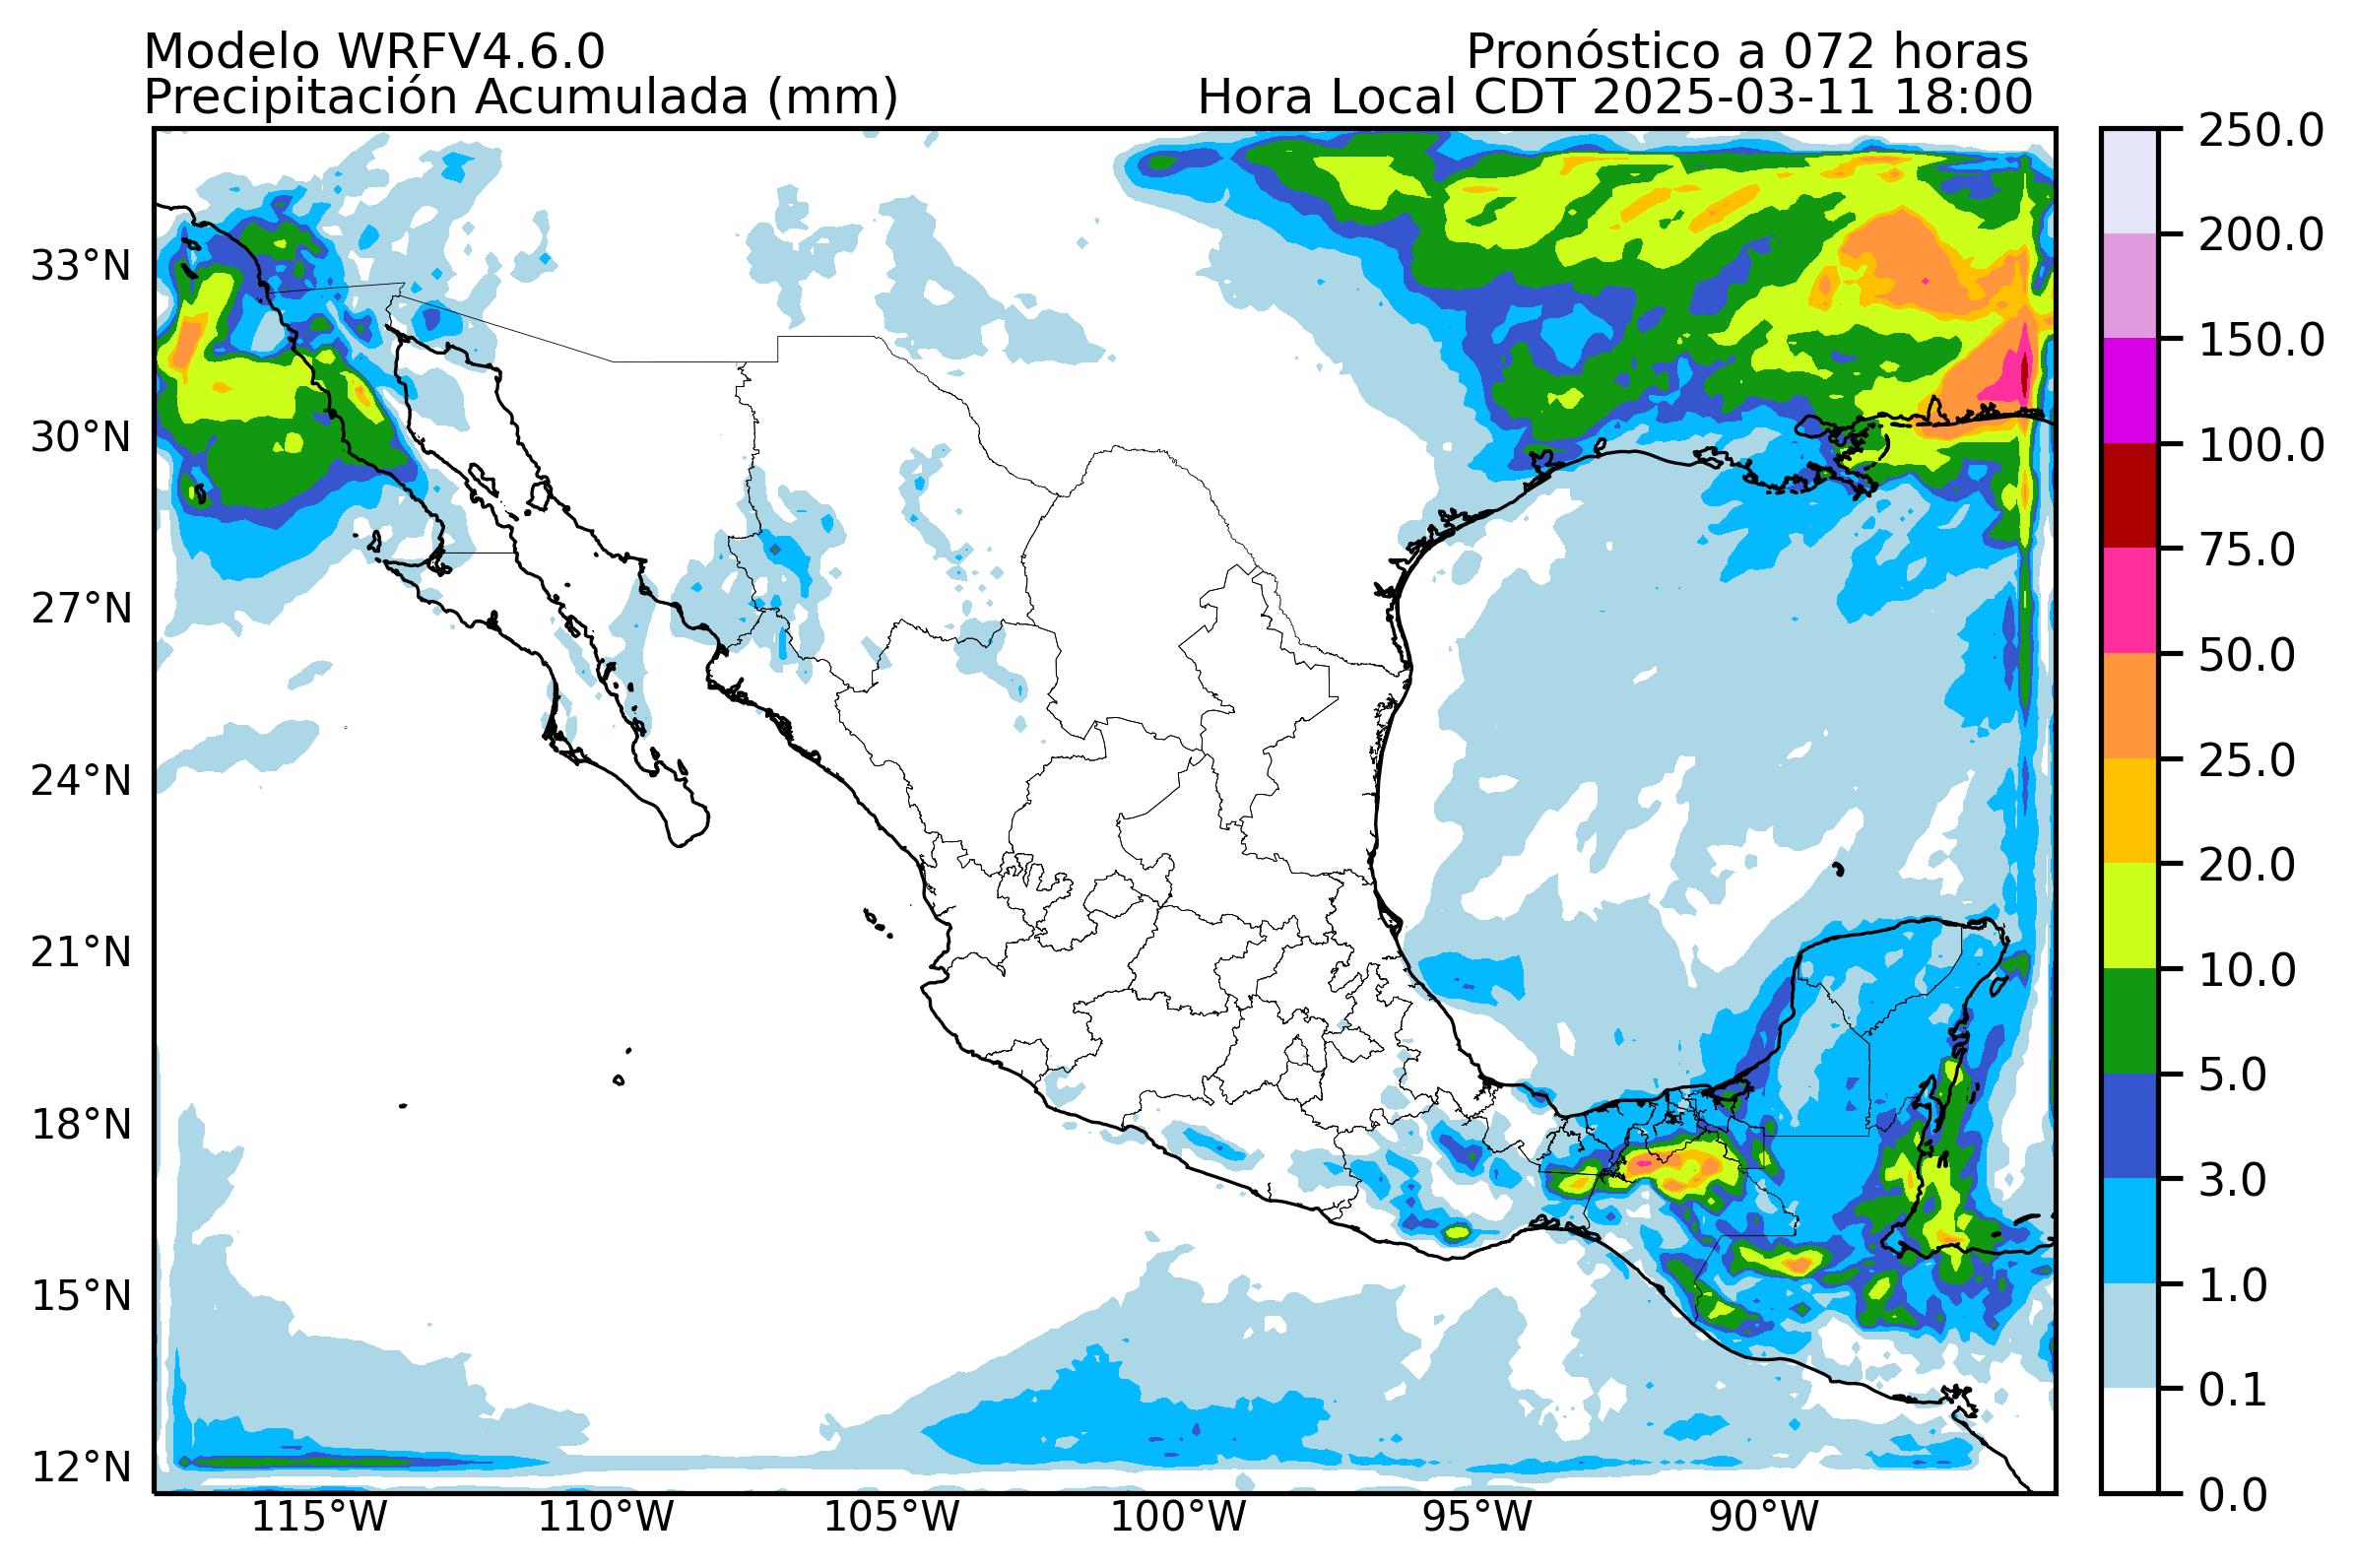 Modelo WRFV4.6.0
Pronóstico a 072 horas
Precipitación Acumulada (mm)
Hora Local CDT 2025-03-11 18:00
250.0
200.0
150.0
100.0
75.0
50.0
25.0
20.0
10.0
5.0
3.0
1.0
0.1
0.0
33°N
30°N
27°N
24°N
21°N
18°N
15°N
12°N
115°W
110°W
105°W
100°W
95°W
90°W